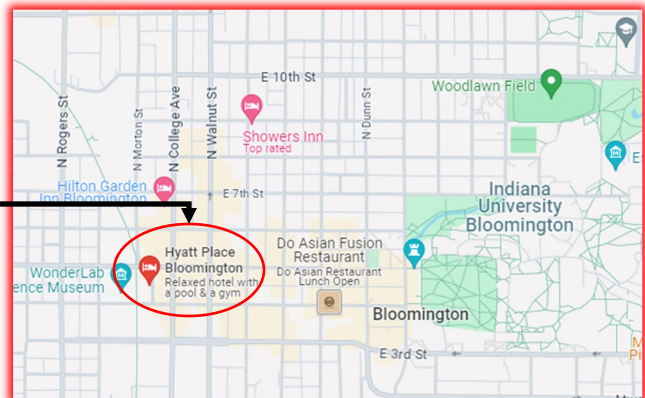 E 10th St
Woodlawn Field
N Rogers St
N Morton St
N College Ave
N Walnut St
N Dunn St
Showers Inn
Top rated
Hilton Garden
Inn Bloomington
E 7th St
Indiana
University
Bloomington
Hyatt Place
Bloomington
Relaxed hotel with
a pool & a gym
WonderLab
ence Museum
Do Asian Fusion
Restaurant
Do Asian Restaurant
Lunch Open
Bloomington
E 3rd St